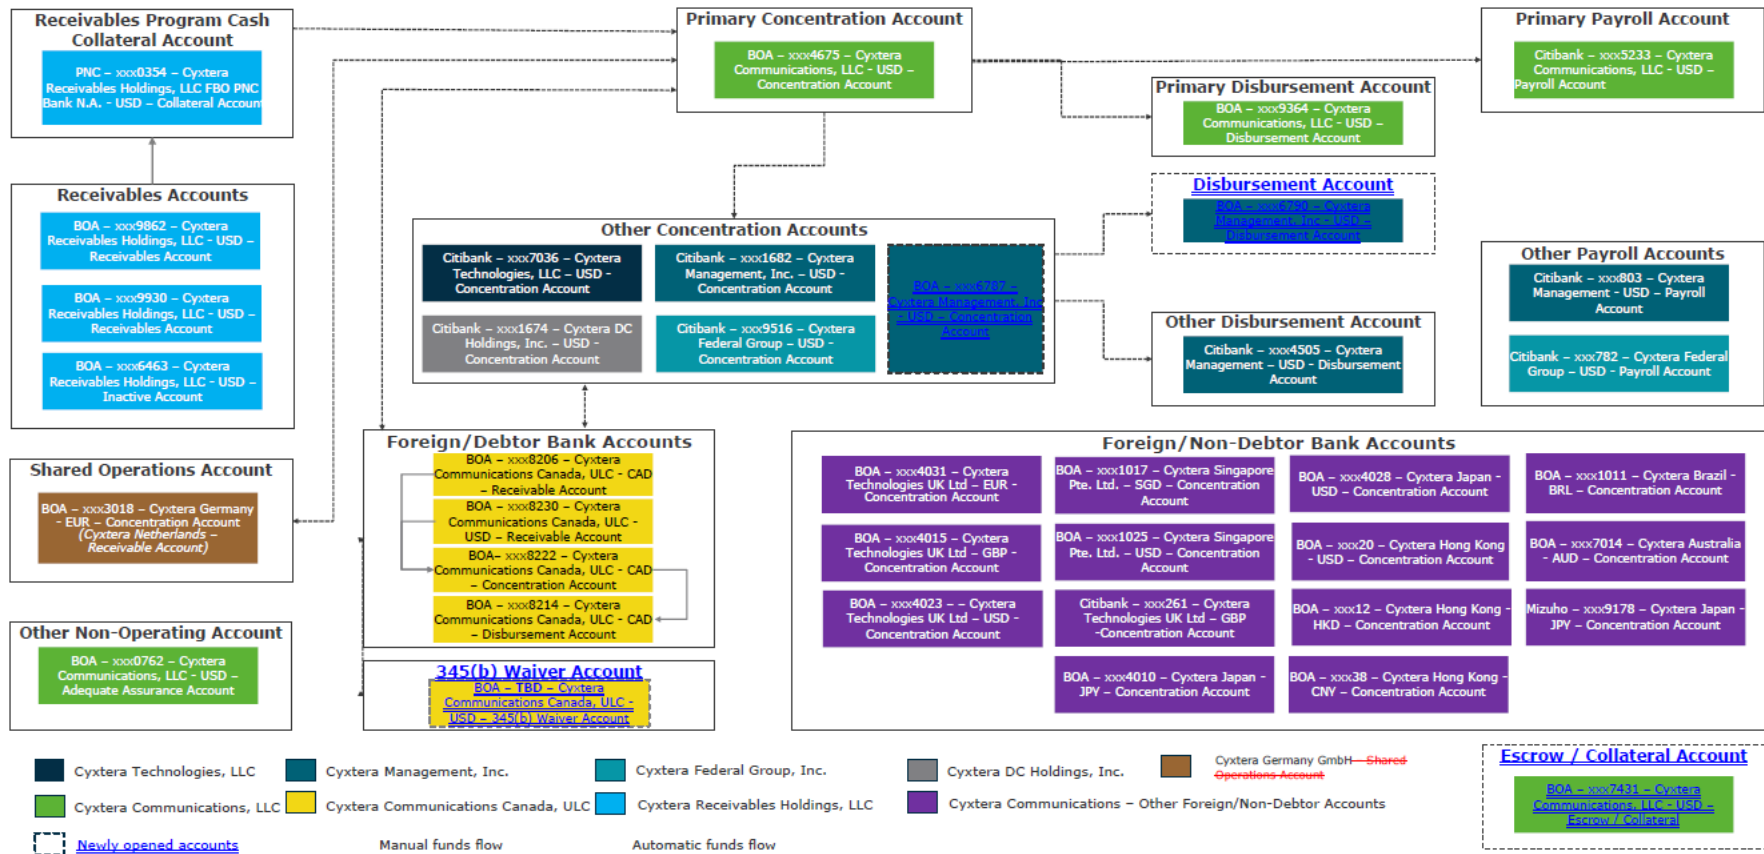 Receivables Program Cash
Collateral Account
PNC – xxx0354 – Cyxtera
Receivables Holdings, LLC FBO PNC
Bank N.A. - USD – Collateral Account
Primary Concentration Account
BOA – xxx4675 – Cyxtera
Communications, LLC - USD –
Concentration Account
Primary Payroll Account
Citibank – xxx5233 – Cyxtera
Communications, LLC - USD –
Payroll Account
Primary Disbursement Account
BOA – xxx9364 – Cyxtera
Communications, LLC - USD –
Disbursement Account
Receivables Accounts
BOA – xxx9862 – Cyxtera
Receivables Holdings, LLC - USD –
Receivables Account
BOA – xxx9930 – Cyxtera
Receivables Holdings, LLC - USD –
Receivables Account
BOA – xxx6463 – Cyxtera
Receivables Holdings, LLC -USD –
Inactive Account
Other Concentration Accounts
Citibank – xxx7036 – Cyxtera
Technologies, LLC – USD -
Concentration Account
Citibank – xxx1682 – Cyxtera
Management, Inc. – USD -
Concentration Account
BOA – xxx6787 –
Cyxtera Management, Inc
- USD – Concentration
Account
Citibank – xxx1674 – Cyxtera DC
Holdings, Inc. – USD -
Concentration Account
Citibank – xxx9516 – Cyxtera
Federal Group – USD -
Concentration Account
Disbursement Account
BOA – xxx6790 – Cyxtera
Management, Inc - USD –
Disbursement Account
Other Disbursement Account
Citibank – xxx4505 – Cyxtera
Management – USD - Disbursement
Account
Other Payroll Accounts
Citibank – xxx803 – Cyxtera
Management - USD – Payroll
Account
Citibank – xxx782 – Cyxtera Federal
Group – USD - Payroll Account
Shared Operations Account
BOA – xxx3018 – Cyxtera Germany
- EUR – Concentration Account
(Cyxtera Netherlands –
Receivable Account)
Other Non-Operating Account
BOA – xxx0762 – Cyxtera
Communications, LLC -USD –
Adequate Assurance Account
Foreign/Debtor Bank Accounts
BOA – xxx8206 – Cyxtera
Communications Canada, ULC - CAD
– Receivable Account
BOA – xxx8230 – Cyxtera
Communications Canada, ULC -
USD – Receivable Account
BOA– xxx8222 – Cyxtera
Communications Canada, ULC - CAD
– Concentration Account
BOA – xxx8214 – Cyxtera
Communications Canada, ULC - CAD
– Disbursement Account
345(b) Waiver Account
BOA – TBD – Cyxtera
Communications Canada, ULC -
USD – 345(b) Waiver Account
Foreign/Non-Debtor Bank Accounts
BOA – xxx4031 – Cyxtera
Technologies UK Ltd – EUR -
Concentration Account
BOA – xxx1017 – Cyxtera Singapore
Pte. Ltd. – SGD – Concentration
Account
BOA – xxx4028 – Cyxtera Japan -
USD – Concentration Account
BOA – xxx1011 – Cyxtera Brazil -
BRL – Concentration Account
BOA – xxx4015 – Cyxtera
Technologies UK Ltd – GBP -
Concentration Account
BOA – xxx1025 – Cyxtera Singapore
Pte. Ltd. – USD – Concentration
Account
BOA – xxx20 – Cyxtera Hong Kong
- USD – Concentration Account
BOA – xxx7014 – Cyxtera Australia
- AUD – Concentration Account
BOA – xxx4023 – – Cyxtera
Technologies UK Ltd – USD -
Concentration Account
Citibank – xxx261 – Cyxtera
Technologies UK Ltd – GBP
-Concentration Account
BOA – xxx12 – Cyxtera Hong Kong -
HKD – Concentration Account
Mizuho – xxx9178 – Cyxtera Japan -
JPY – Concentration Account
BOA – xxx4010 – Cyxtera Japan -
JPY – Concentration Account
BOA – xxx38 – Cyxtera Hong Kong -
CNY – Concentration Account
Cyxtera Technologies, LLC
Cyxtera Management, Inc.
Cyxtera Federal Group, Inc.
Cyxtera DC Holdings, Inc.
Cyxtera Germany GmbH – Shared
Operations Account
Cyxtera Communications, LLC
Cyxtera Communications Canada, ULC
Cyxtera Receivables Holdings, LLC
Cyxtera Communications – Other Foreign/Non-Debtor Accounts
Newly opened accounts
Manual funds flow
Automatic funds flow
Escrow / Collateral Account
BOA – xxx7431 – Cyxtera
Communications, LLC - USD –
Escrow / Collateral